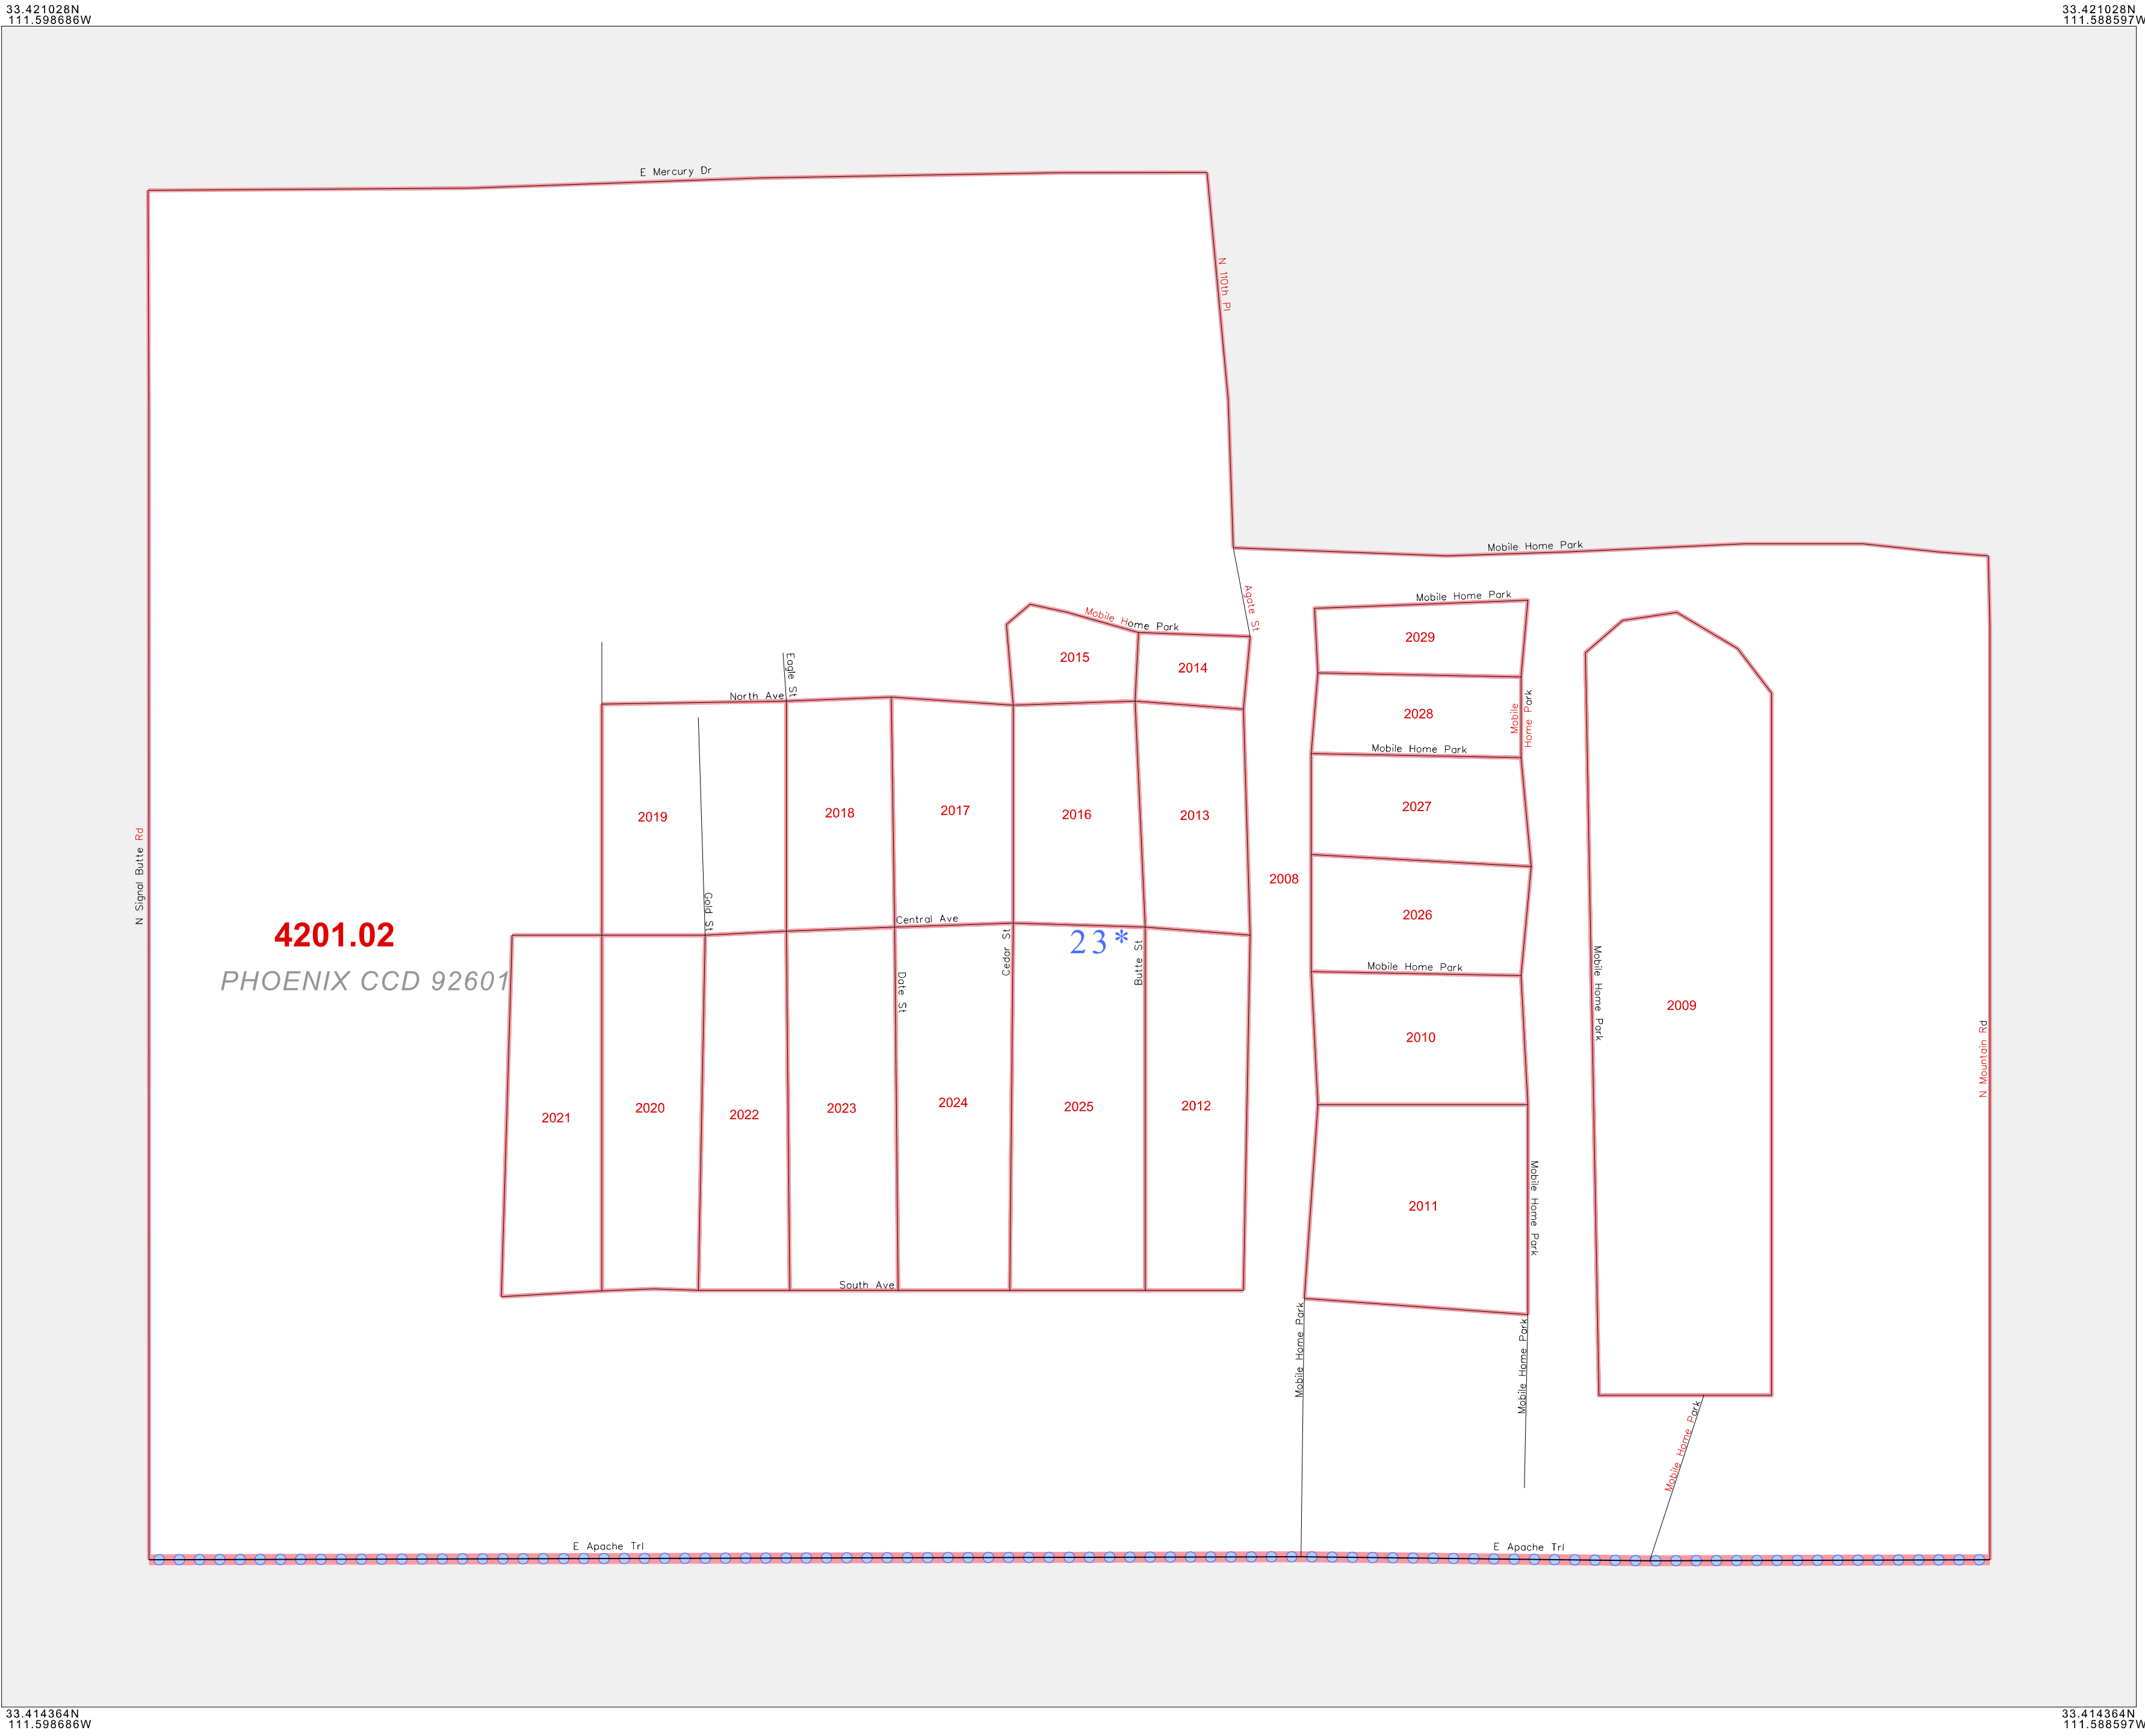 33.421028N
111.598686W
33.421028N
111.588597W
E Mercury Dr
N 110th Pl
Mobile Home Park
Agate St
Mobile Home Park
Mobile Home Park
2029
2015
2014
Eagle St
North Ave
2028
Mobile
Home Park
Mobile Home Park
2019
2018
2017
2016
2013
2027
N Signal Butte Rd
2008
Gold St
Central Ave
2026
4201.02
23*
Cedar St
Butte St
PHOENIX CCD 92601
Date St
Mobile Home Park
Mobile Home Park
2009
2010
N Mountain Rd
2021
2020
2022
2023
2024
2025
2012
Mobile Home Park
2011
South Ave
Mobile Home Park
Mobile Home Park
Mobile Home Park
E Apache Trl
E Apache Trl
33.414364N
111.598686W
33.414364N
111.588597W